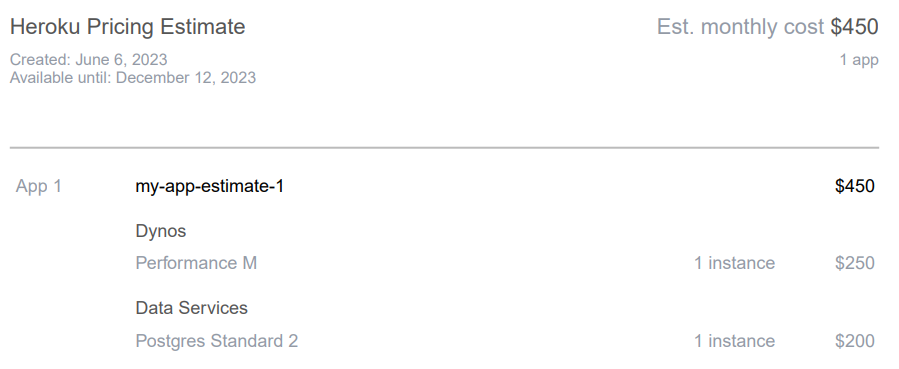 Heroku Pricing Estimate Est. monthly cost $450
Created: June 6, 2023 1 app
Available until: December 12, 2023
App 1 my-app-estimate-1 $450
Dynos
Performance M 1 instance $250
Data Services
Postgres Standard 2 1 instance $200